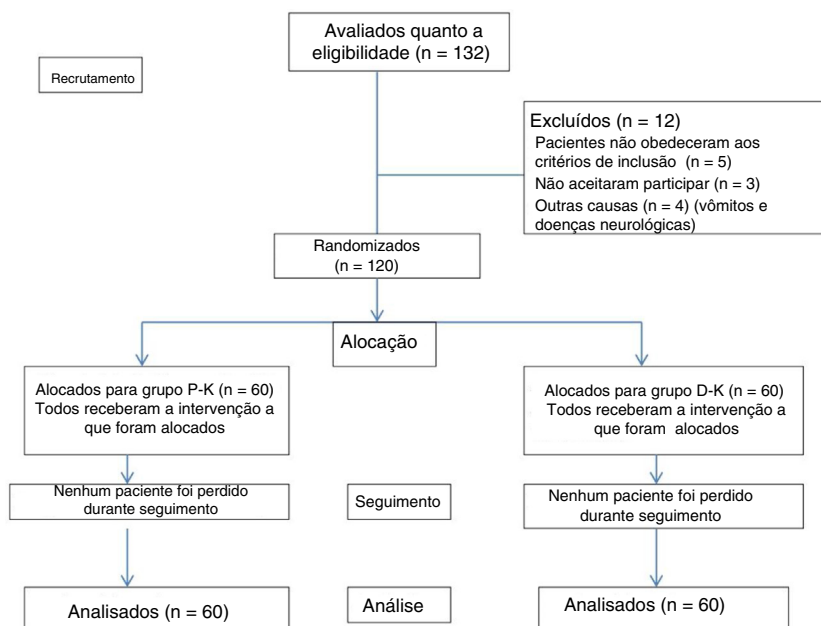 Avaliados quanto a
eligibilidade (n = 132)
Recrutamento
Excluídos (n = 12)
Pacientes não obedeceram aos
critérios de inclusão (n = 5)
Não aceitaram participar (n = 3)
Outras causas (n = 4) (vômitos e
doenças neurológicas)
Randomizados
(n = 120)
Alocação
Alocados para grupo P-K (n = 60)
Todos receberam a intervenção a
que foram alocados
Alocados para grupo D-K (n = 60)
Todos receberam a intervenção a
que foram alocados
Nenhum paciente foi perdido
durante seguimento
Seguimento
Nenhum paciente foi perdido
durante seguimento
Analisados (n = 60)
Análise
Analisados (n = 60)